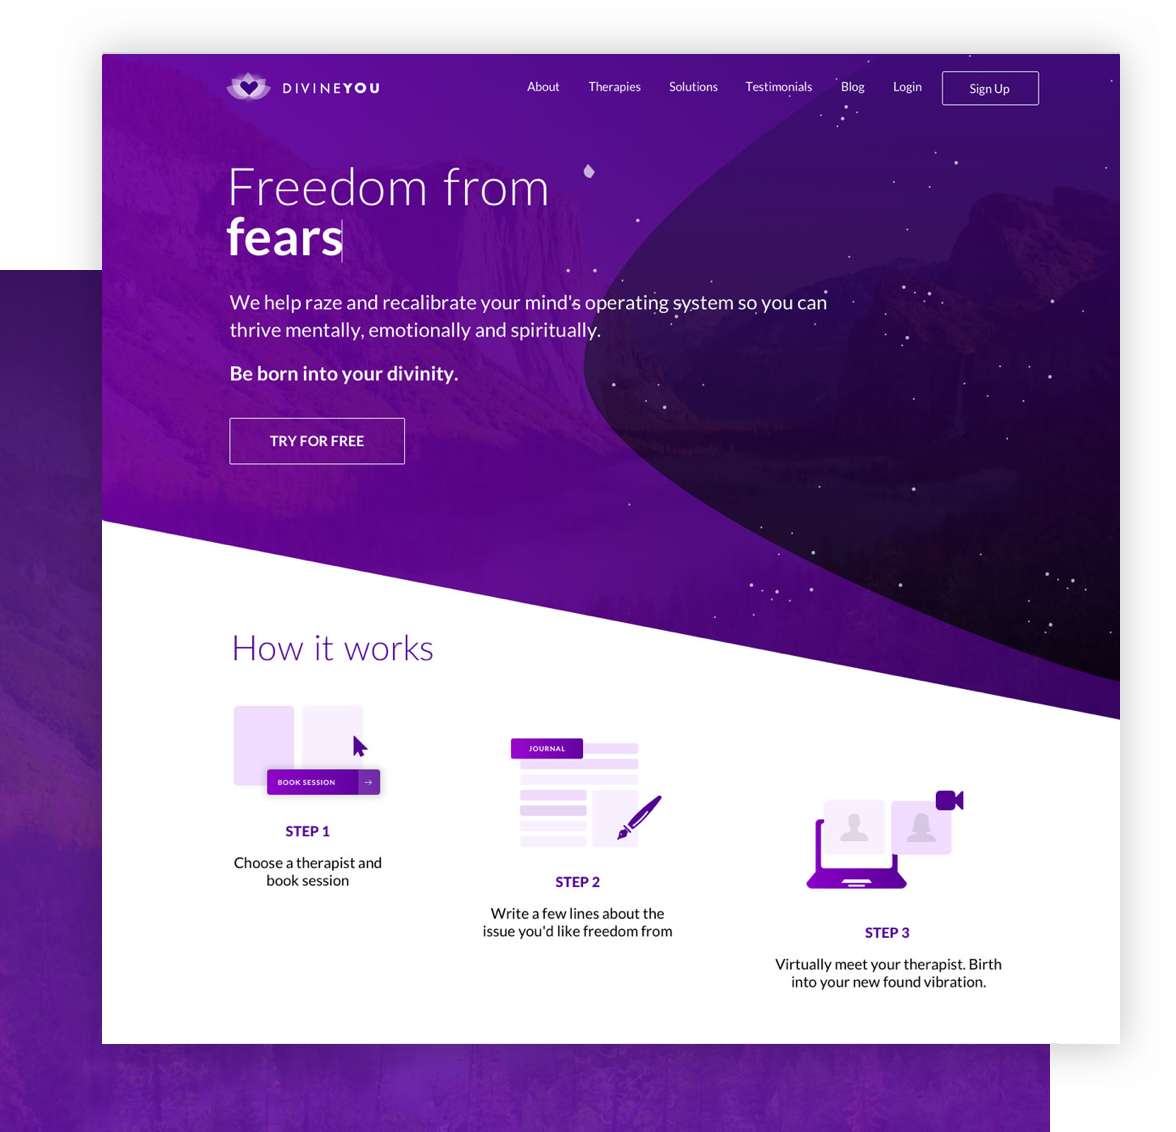 DIVINEYOU
About Therapies Solutions Testimonials Blog Login Sign Up
Freedom from
fears
We help raze and recalibrate your mind's operating system so you can
thrive mentally, emotionally and spiritually.
Be born into your divinity.
TRY FOR FREE
How it works
BOOK SESSION →
STEP 1
Choose a therapist and
book session
JOURNAL
STEP 2
Write a few lines about the
issue you'd like freedom from
STEP 3
Virtually meet your therapist. Birth
into your new found vibration.